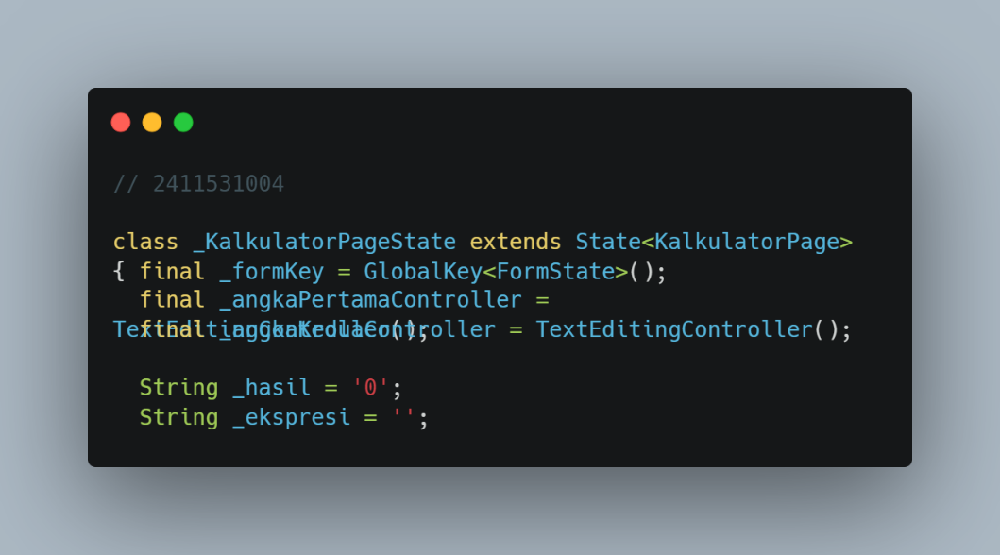 // 2411531004
class _KalkulatorPageState extends State<KalkulatorPage>
{ final _formKey = GlobalKey<FormState>();
final _angkaPertamaController =
TextEditingController();
final _angkaKeduaController = TextEditingController();
String _hasil = '0';
String _ekspresi = '';